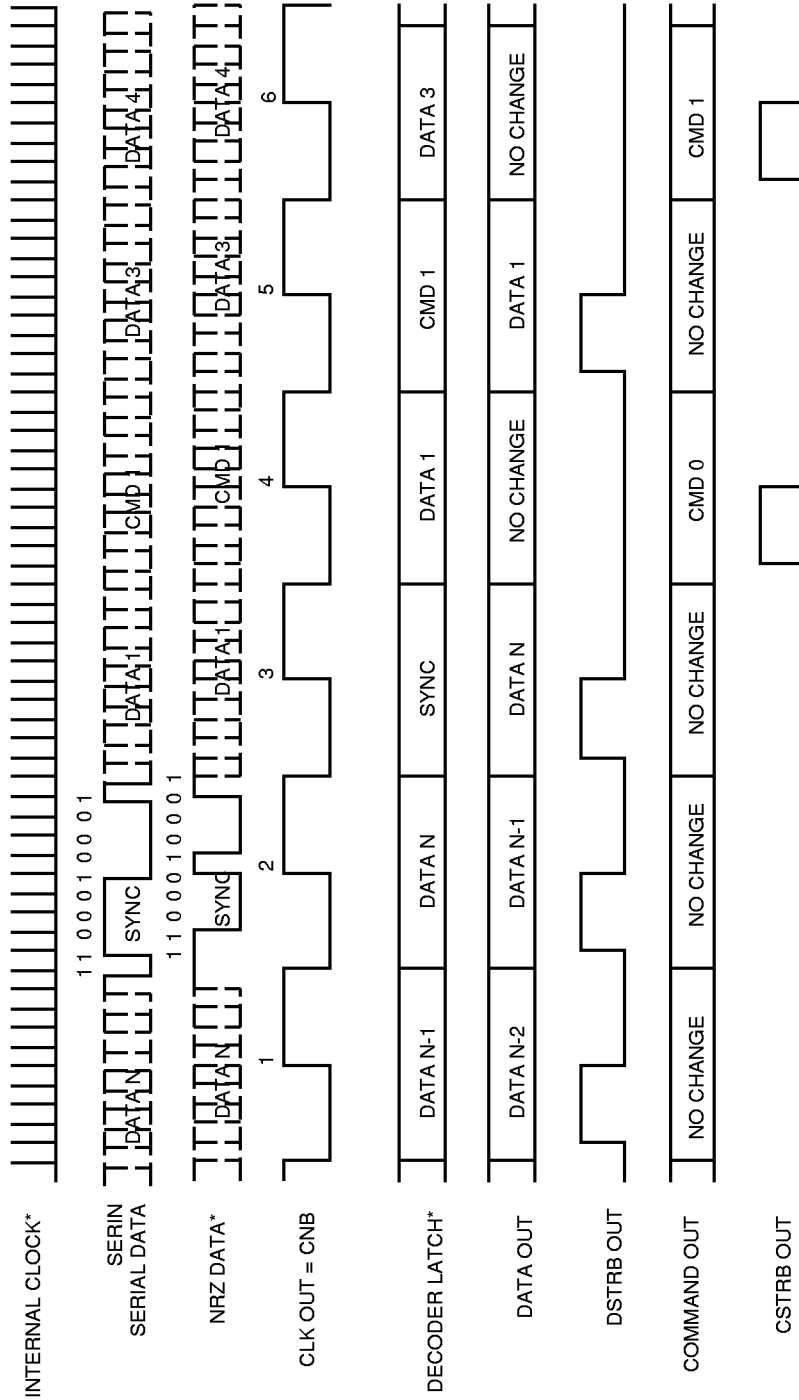 INTERNAL CLOCK*
SERIN
SERIAL DATA
DATA N
1 1 0 0 0 1 0 0 0 1
SYNC
DATA 1
CMD 1
DATA 3
DATA 4
NRZ DATA*
DATA N
1 1 0 0 0 1 0 0 0 1
SYNC
DATA 1
CMD 1
DATA 3
DATA 4
CLK OUT = CNB
1
2
3
4
5
6
DECODER LATCH*
DATA N-1
DATA N
SYNC
DATA 1
CMD 1
DATA 3
DATA OUT
DATA N-2
DATA N-1
DATA N
NO CHANGE
DATA 1
NO CHANGE
DSTRB OUT
COMMAND OUT
NO CHANGE
NO CHANGE
NO CHANGE
CMD 0
NO CHANGE
CMD 1
CSTRB OUT